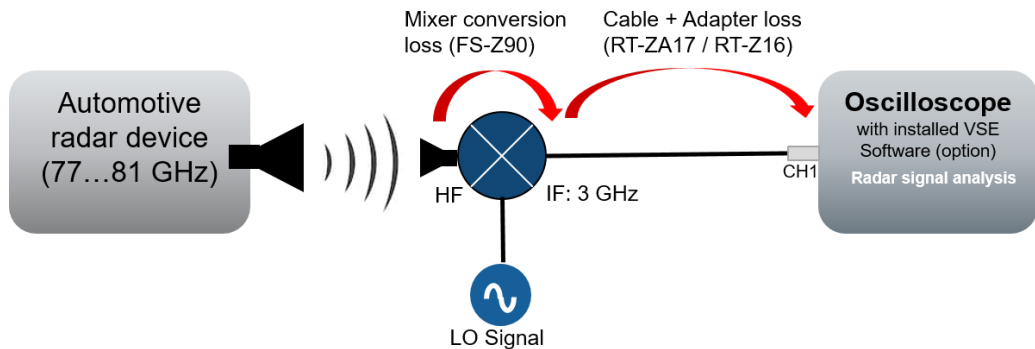 Mixer conversion
loss (FS-Z90)
Cable + Adapter loss
(RT-ZA17 / RT-Z16)
Automotive
radar device
(77...81 GHz)
HF
IF: 3 GHz
CH1
Oscilloscope
with installed VSE
Software (option)
Radar signal analysis
LO Signal